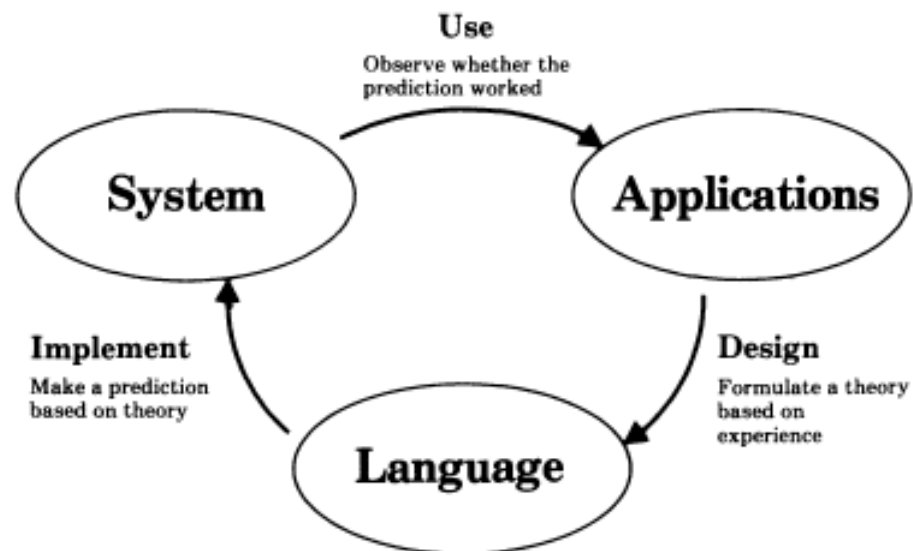 Use
Observe whether the
prediction worked
System
Applications
Implement
Make a prediction
based on theory
Design
Formulate a theory
based on
experience
Language